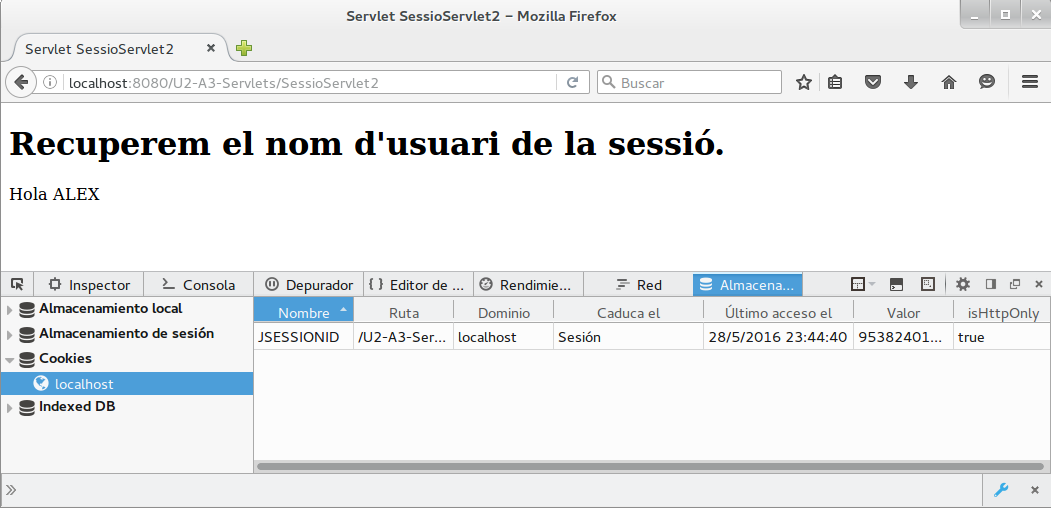 Servlet SessioServlet2 – Mozilla Firefox
Servlet SessioServlet2
localhost:8080/U2-A3-Servlets/SessioServlet2
Buscar
Recuperem el nom d'usuari de la sessió.
Hola ALEX
Inspector Consola Depurador Editor de ... Rendimie... Red Almacena...
Almacenamiento local
Almacenamiento de sesión
Cookies
localhost
Indexed DB
Nombre Ruta Dominio Caduca el Último acceso el Valor isHttpOnly
JSESSIONID /U2-A3-Ser... localhost Sesión 28/5/2016 23:44:40 95382401... true